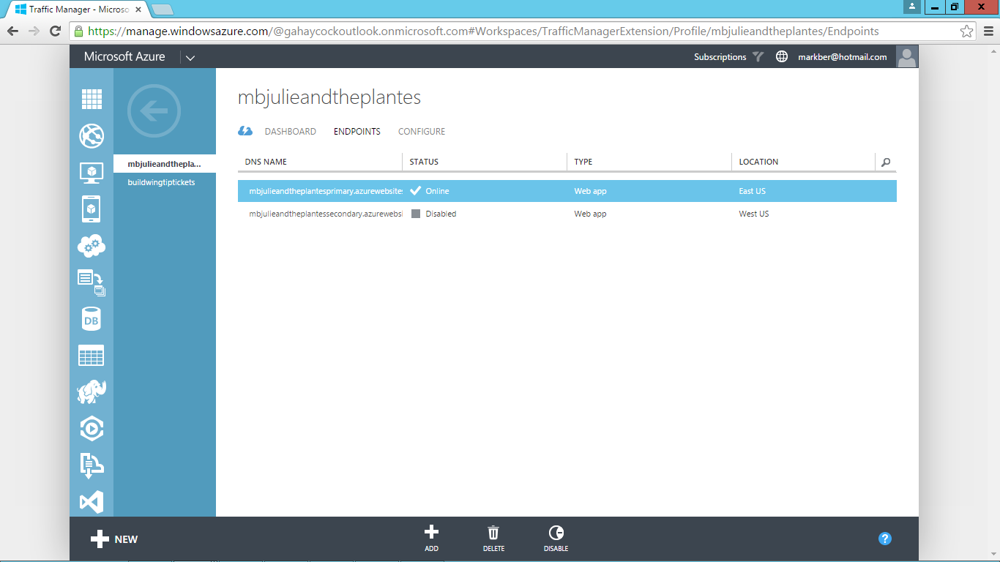 Traffic Manager - Microso
https://manage.windowsazure.com/@gahaycockoutlook.onmicrosoft.com#Workspaces/TrafficManagerExtension/Profile/mbjulieandtheplantes/Endpoints
Microsoft Azure
Subscriptions
markber@hotmail.com
mbjulieandthepla...
buildwingtiptickets
mbjulieandtheplantes
DASHBOARD ENDPOINTS CONFIGURE
DNS NAME STATUS TYPE LOCATION
mbjulieandtheplantesprimary.azurewebsites Online Web app East US
mbjulieandtheplantessecondary.azurewebsi Disabled Web app West US
DB
NEW
ADD DELETE DISABLE
?